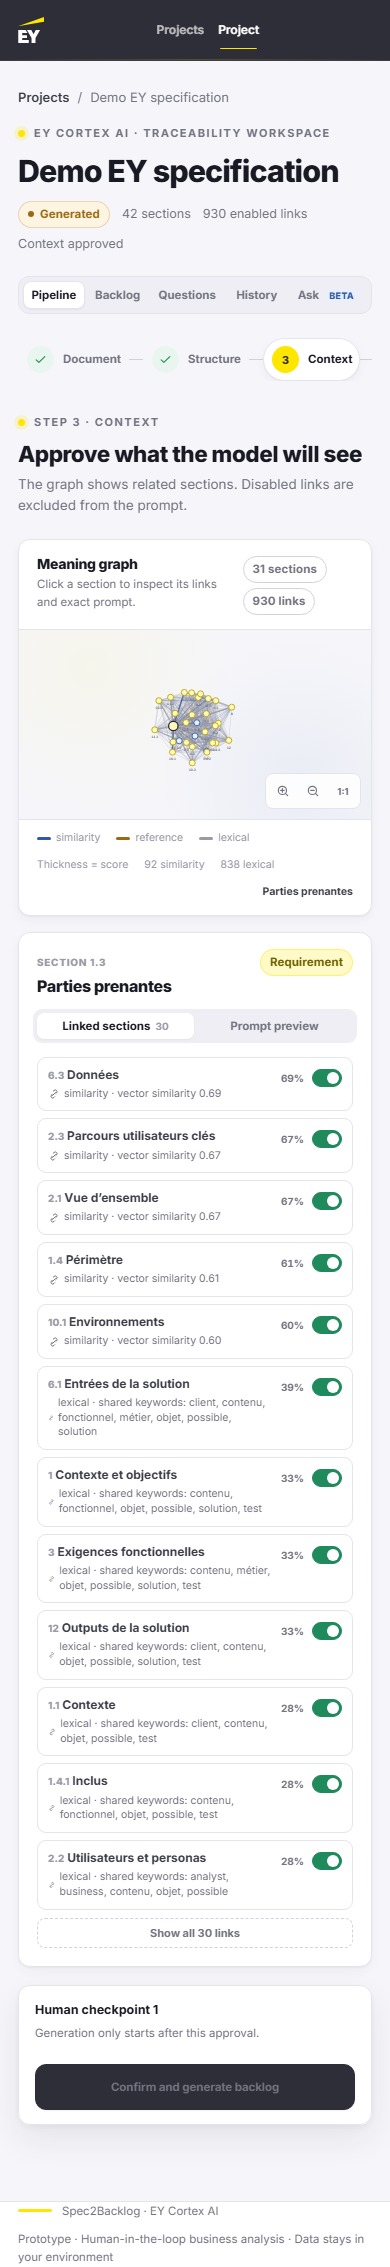 EY
Projects Project
Projects / Demo EY specification
EY CORTEX AI · TRACEABILITY WORKSPACE
Demo EY specification
Generated 42 sections 930 enabled links
Context approved
Pipeline Backlog Questions History Ask BETA
Document Structure 3 Context
STEP 3 · CONTEXT
Approve what the model will see
The graph shows related sections. Disabled links are
excluded from the prompt.
Meaning graph
Click a section to inspect its links
and exact prompt.
31 sections
930 links
1:1
similarity reference lexical
Thickness = score 92 similarity 838 lexical
Parties prenantes
SECTION 1.3
Requirement
Parties prenantes
Linked sections 30 Prompt preview
6.3 Données 69%
similarity · vector similarity 0.69
2.3 Parcours utilisateurs clés 67%
similarity · vector similarity 0.67
2.1 Vue d’ensemble 67%
similarity · vector similarity 0.67
1.4 Périmètre 61%
similarity · vector similarity 0.61
10.1 Environnements 60%
similarity · vector similarity 0.60
6.1 Entrées de la solution 39%
lexical · shared keywords: client, contenu,
fonctionnel, métier, objet, possible,
solution
1 Contexte et objectifs 33%
lexical · shared keywords: contenu,
fonctionnel, objet, possible, solution, test
3 Exigences fonctionnelles 33%
lexical · shared keywords: contenu, métier,
objet, possible, solution, test
12 Outputs de la solution 33%
lexical · shared keywords: client, contenu,
objet, possible, solution, test
1.1 Contexte 28%
lexical · shared keywords: client, contenu,
objet, possible, test
1.4.1 Inclus 28%
lexical · shared keywords: contenu,
fonctionnel, objet, possible, test
2.2 Utilisateurs et personas 28%
lexical · shared keywords: analyst,
business, contenu, objet, possible
Show all 30 links
Human checkpoint 1
Generation only starts after this approval.
Confirm and generate backlog
Spec2Backlog · EY Cortex AI
Prototype · Human-in-the-loop business analysis · Data stays in
your environment